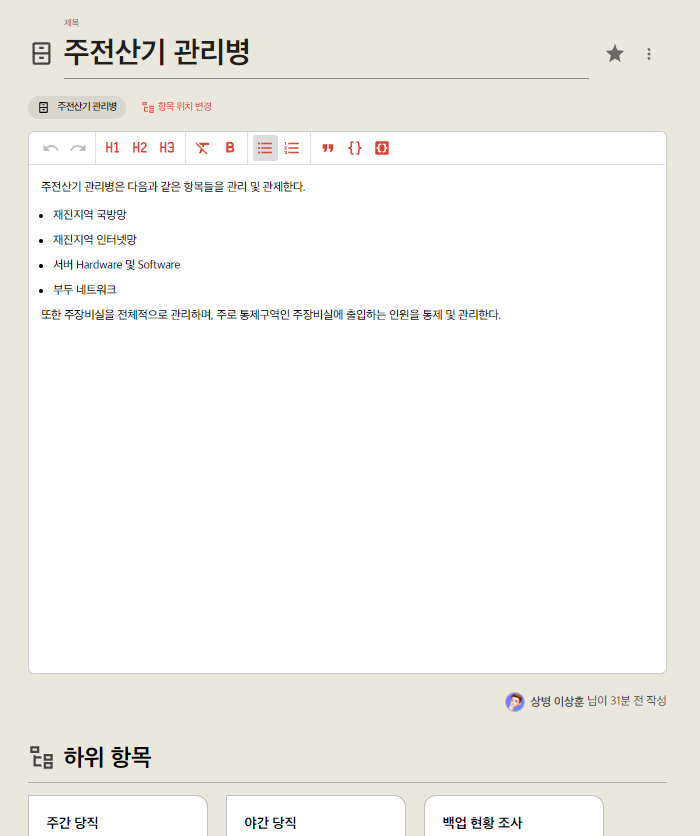 제목
주전산기 관리병
주전산기 관리병
항목 위치 변경
H1 H2 H3 B
주전산기 관리병은 다음과 같은 항목들을 관리 및 관제한다.
• 재진지역 국방망
• 재진지역 인터넷망
• 서버 Hardware 및 Software
• 부두 네트워크
또한 주장비실을 전체적으로 관리하며, 주로 통제구역인 주장비실에 출입하는 인원을 통제 및 관리한다.
상병 이상훈 님이 31분 전 작성
하위 항목
주간 당직
야간 당직
백업 현황 조사